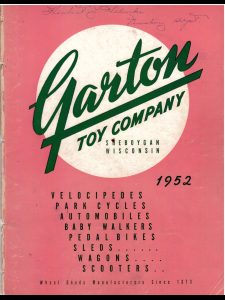 Garton
TOY COMPANY
SHEBOYGAN
WISCONSIN
1952
VELOCIPEDES
PARK CYCLES
AUTOMOBILES
BABY WALKERS
PEDAL BIKES
SLEDS......
WAGONS....
SCOOTERS..
Wheel Goods Manufacturers Since 1879